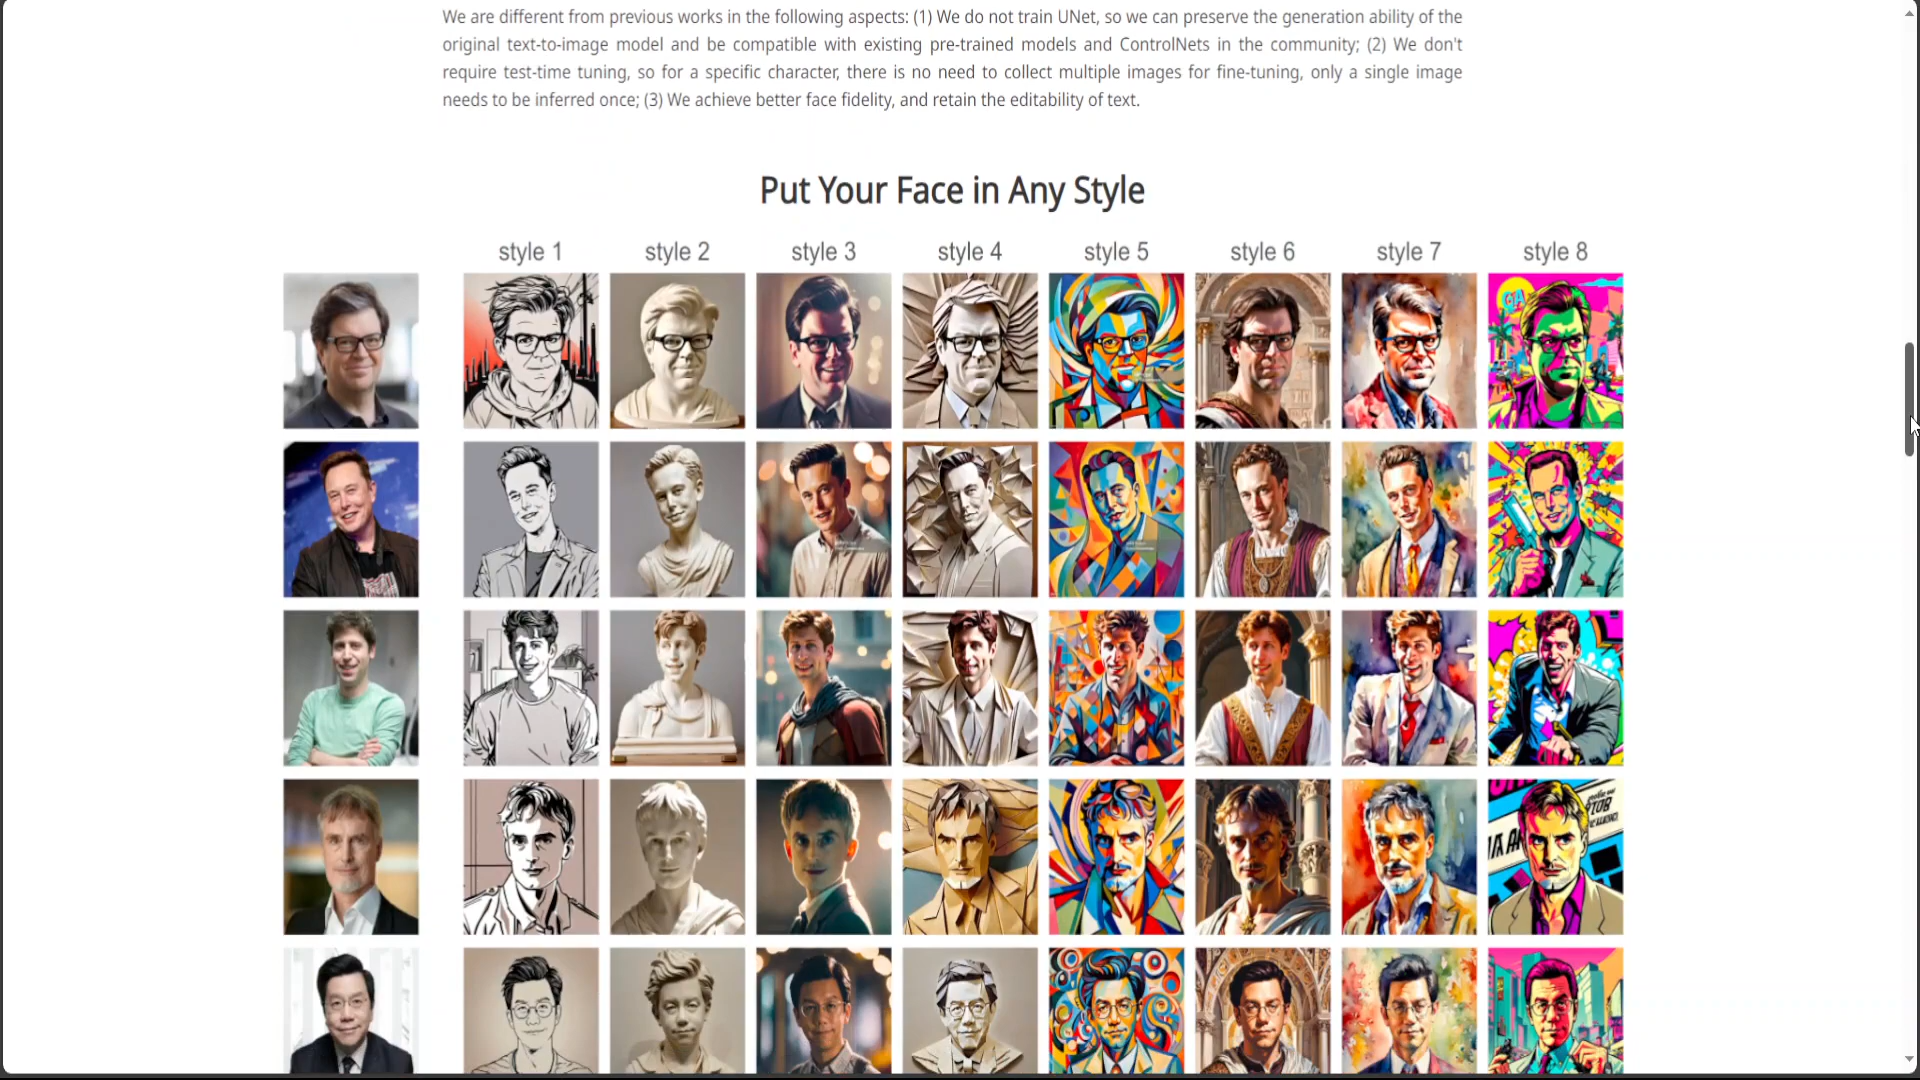 We are different from previous works in the following aspects: (1) We do not train UNet, so we can preserve the generation ability of the
original text-to-image model and be compatible with existing pre-trained models and ControlNets in the community; (2) We don't
require test-time tuning, so for a specific character, there is no need to collect multiple images for fine-tuning, only a single image
needs to be inferred once; (3) We achieve better face fidelity, and retain the editability of text.
Put Your Face in Any Style
style 1 style 2 style 3 style 4 style 5 style 6 style 7 style 8